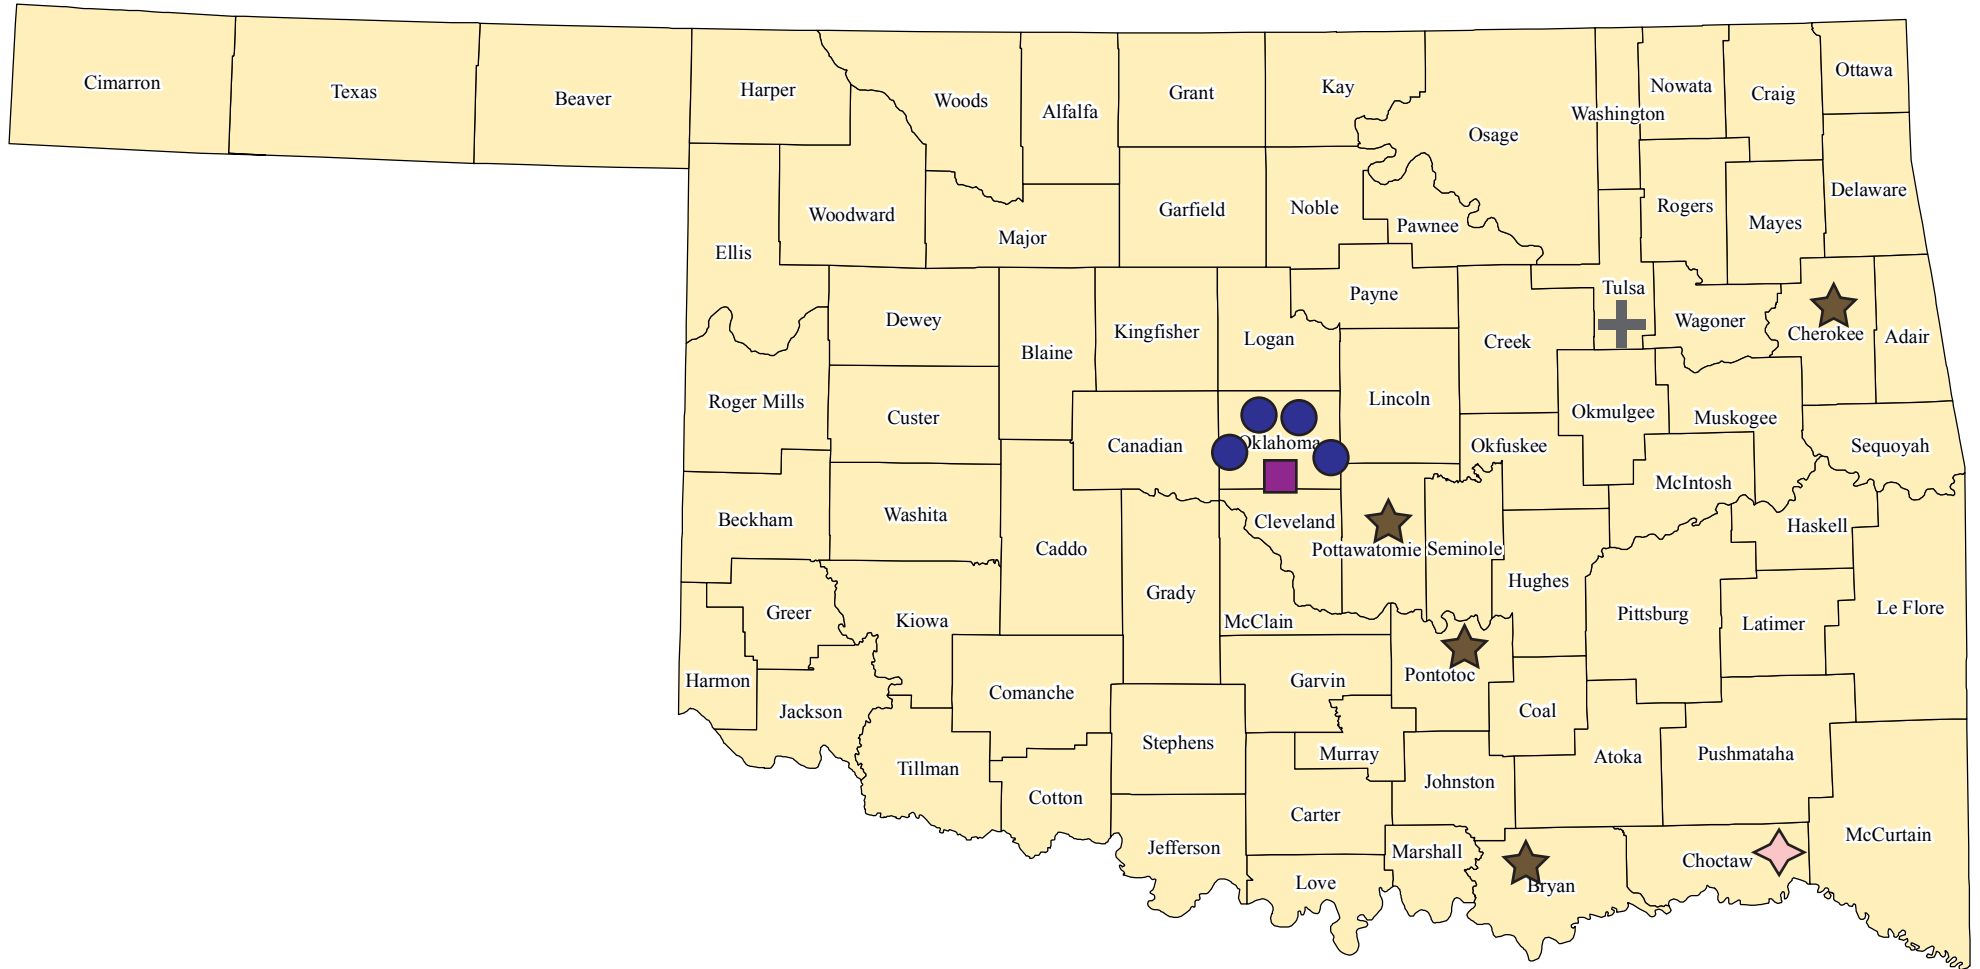 Cimarron
Texas
Beaver
Harper
Woods
Alfalfa
Grant
Kay
Osage
Washington
Nowata
Craig
Ottawa
Ellis
Woodward
Major
Garfield
Noble
Pawnee
Rogers
Mayes
Delaware
Dewey
Blaine
Kingfisher
Logan
Payne
Creek
Tulsa
Wagoner
Cherokee
Adair
Roger Mills
Custer
Canadian
Oklahoma
Lincoln
Okfuskee
Okmulgee
Muskogee
Sequoyah
Beckham
Washita
Caddo
Grady
Cleveland
Pottawatomie
Seminole
Hughes
McIntosh
Haskell
Harmon
Greer
Kiowa
Comanche
McClain
Garvin
Pontotoc
Coal
Pittsburg
Latimer
Le Flore
Jackson
Tillman
Cotton
Stephens
Murray
Johnston
Atoka
Pushmataha
McCurtain
Jefferson
Carter
Love
Marshall
Bryan
Choctaw